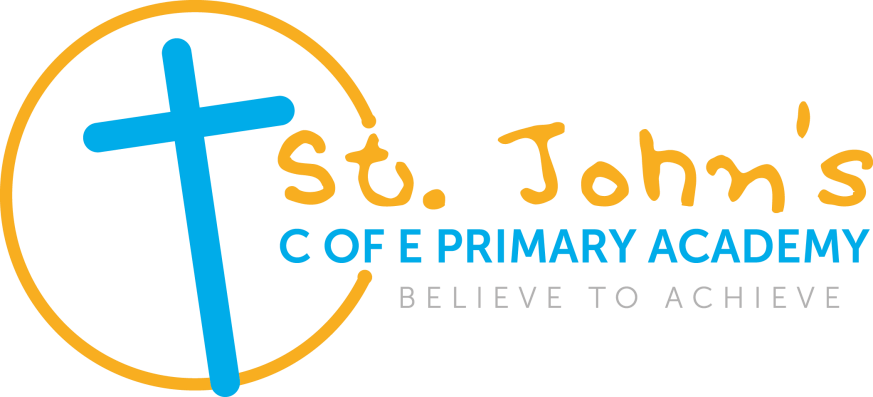 St. John's
C OF E PRIMARY ACADEMY
BELIEVE TO ACHIEVE